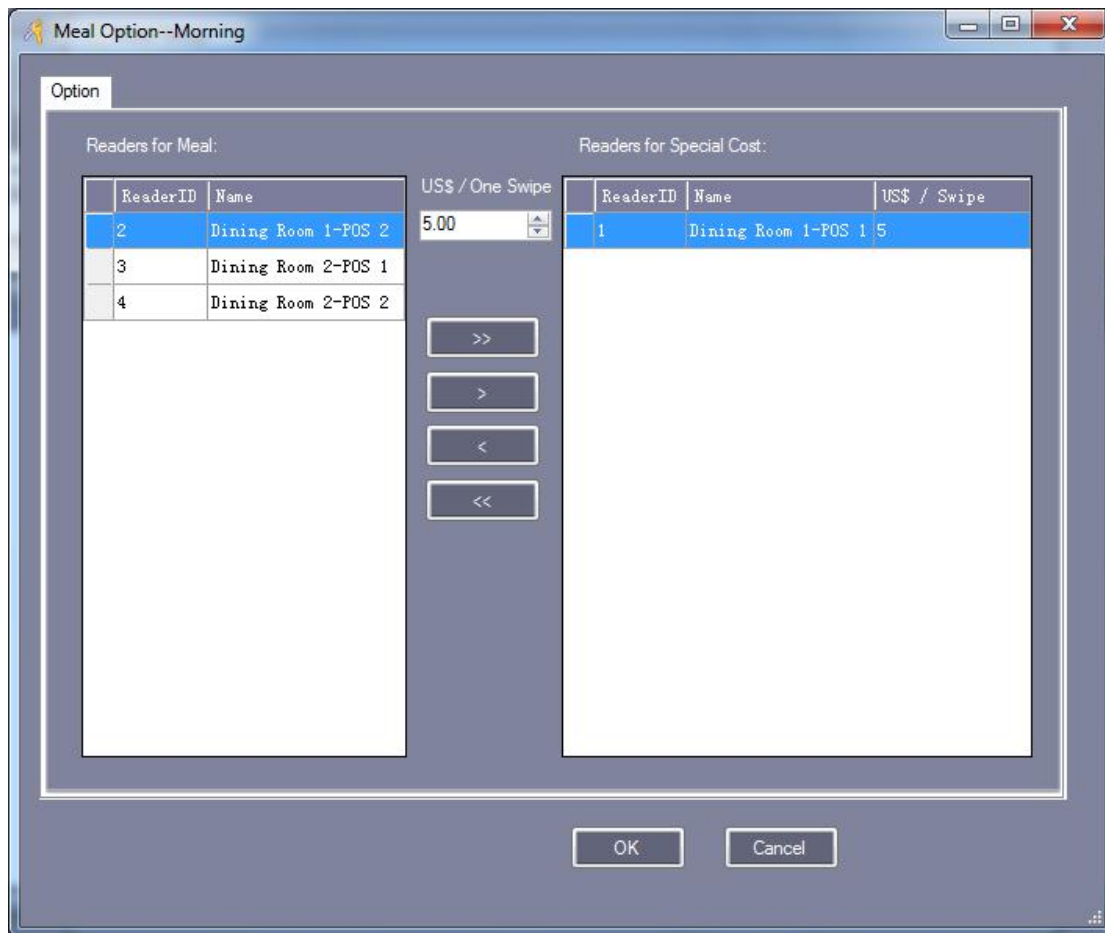 Meal Option--Morning
Option
Readers for Meal:
Readers for Special Cost:
US$ / One Swipe
ReaderID Name
ReaderID Name US$ / Swipe
5.00
2 Dining Room 1-POS 2
1 Dining Room 1-POS 1 5
3 Dining Room 2-POS 1
4 Dining Room 2-POS 2
>>
>
<
<<
OK
Cancel